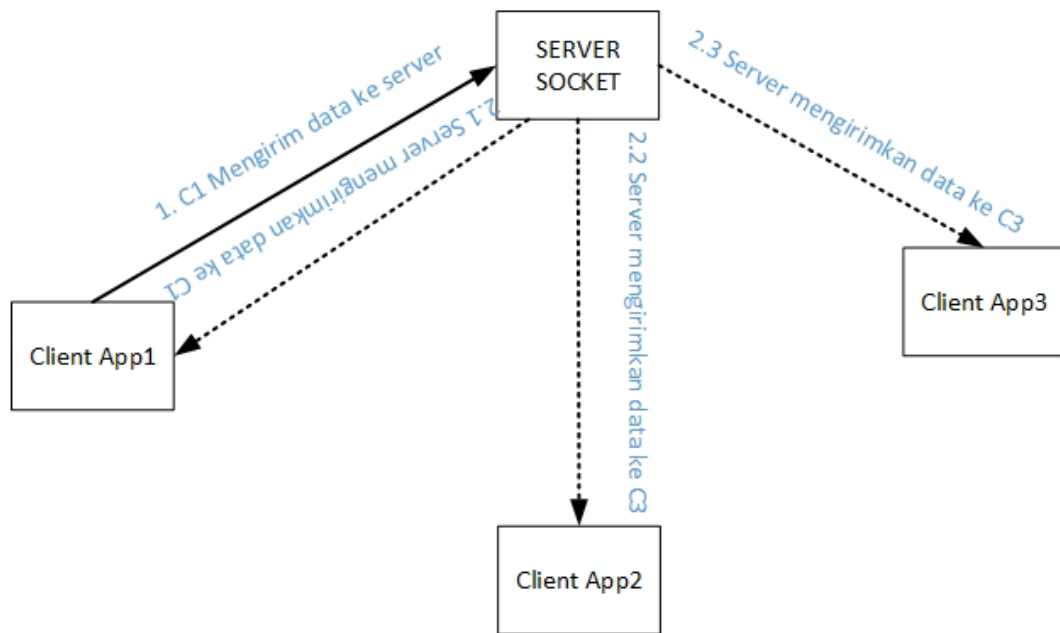 SERVER
SOCKET
1. C1 Mengirim data ke server
2.1 Server mengirimkan data ke C1
2.2 Server mengirimkan data ke C3
2.3 Server mengirimkan data ke C3
Client App1
Client App3
Client App2